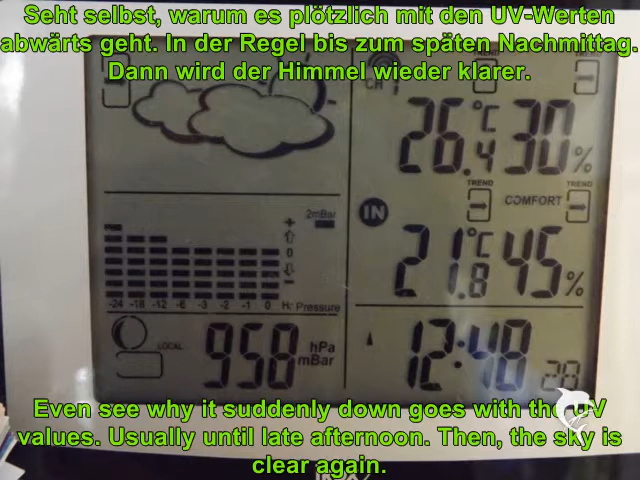 Seht selbst, warum es plötzlich mit den UV-Werten
abwärts geht. In der Regel bis zum späten Nachmittag.
Dann wird der Himmel wieder klarer.
CH 1
26.4 °C 30 %
TREND COMFORT TREND
IN
21.8 °C 45 %
2mBar
+
0
-
-24 -18 -12 -6 -3 -2 -1 0 Hr Pressure
LOCAL
958 hPa mBar
12:48 28
Even see why it suddenly down goes with the UV
values. Usually until late afternoon. Then, the sky is
clear again.